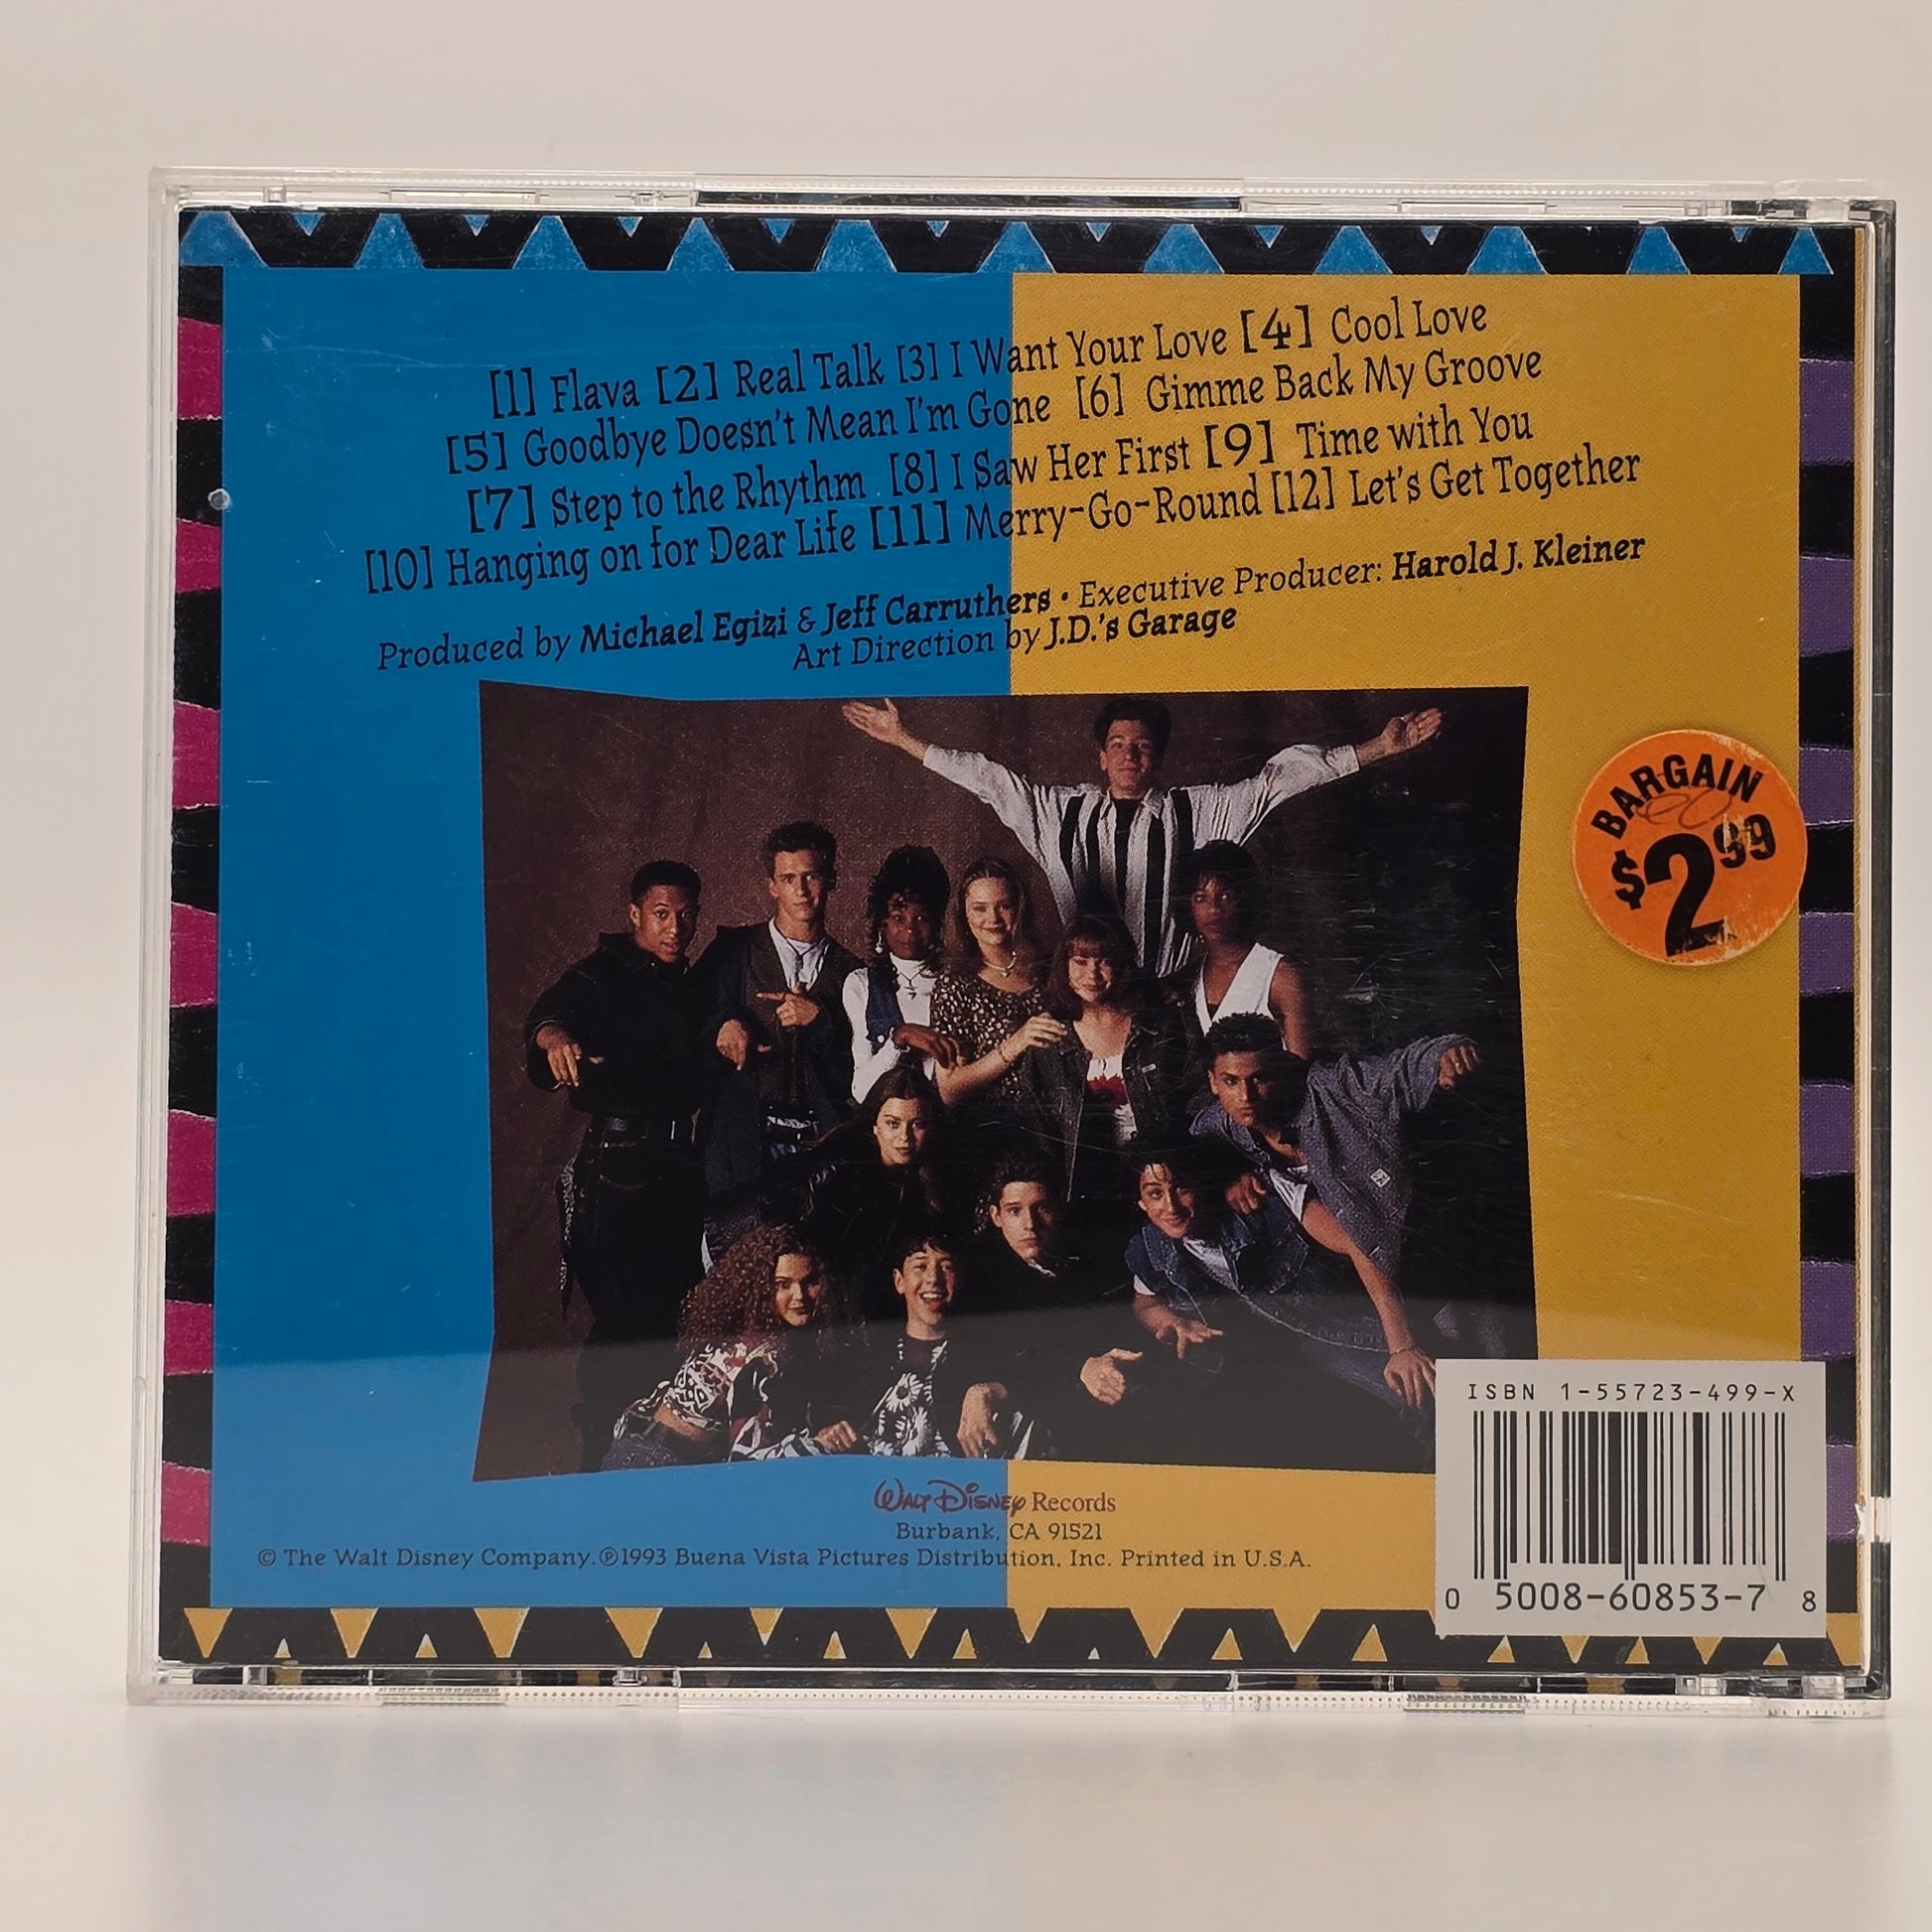 [1] Flava [2] Real Talk [3] I Want Your Love [4] Cool Love
[5] Goodbye Doesn't Mean I'm Gone [6] Gimme Back My Groove
[7] Step to the Rhythm [8] I Saw Her First [9] Time with You
[10] Hanging on for Dear Life [11] Merry-Go-Round [12] Let's Get Together
Produced by Michael Egizi & Jeff Carruthers • Executive Producer: Harold J. Kleiner
Art Direction by J.D.'s Garage
BARGAIN
$2.99
ISBN 1-55723-499-X
0 5008-60853-7 8
Walt Disney Records
Burbank, CA 91521
© The Walt Disney Company. ℗1993 Buena Vista Pictures Distribution, Inc. Printed in U.S.A.